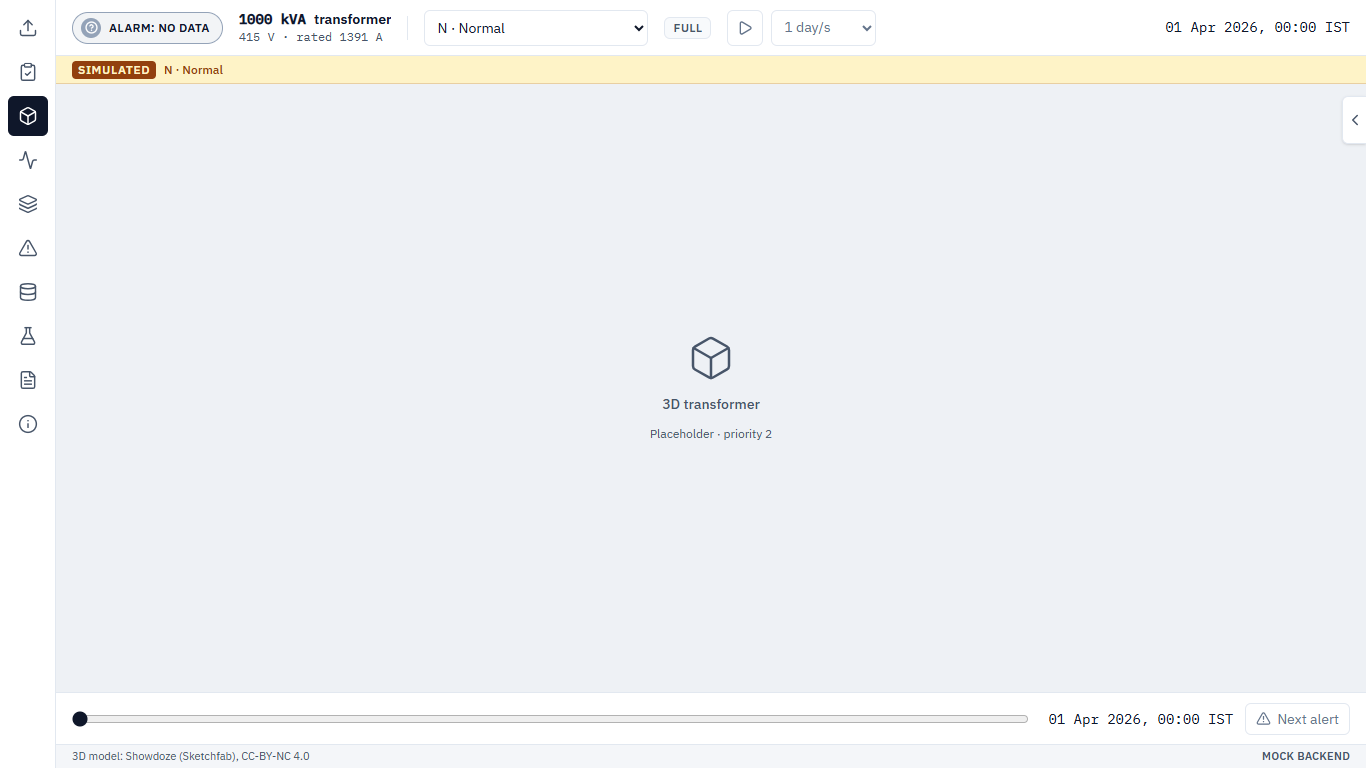 ALARM: NO DATA
1000 kVA transformer
415 V · rated 1391 A
N · Normal
FULL
1 day/s
01 Apr 2026, 00:00 IST
SIMULATED N · Normal
3D transformer
Placeholder · priority 2
01 Apr 2026, 00:00 IST
Next alert
3D model: Showdoze (Sketchfab), CC-BY-NC 4.0
MOCK BACKEND